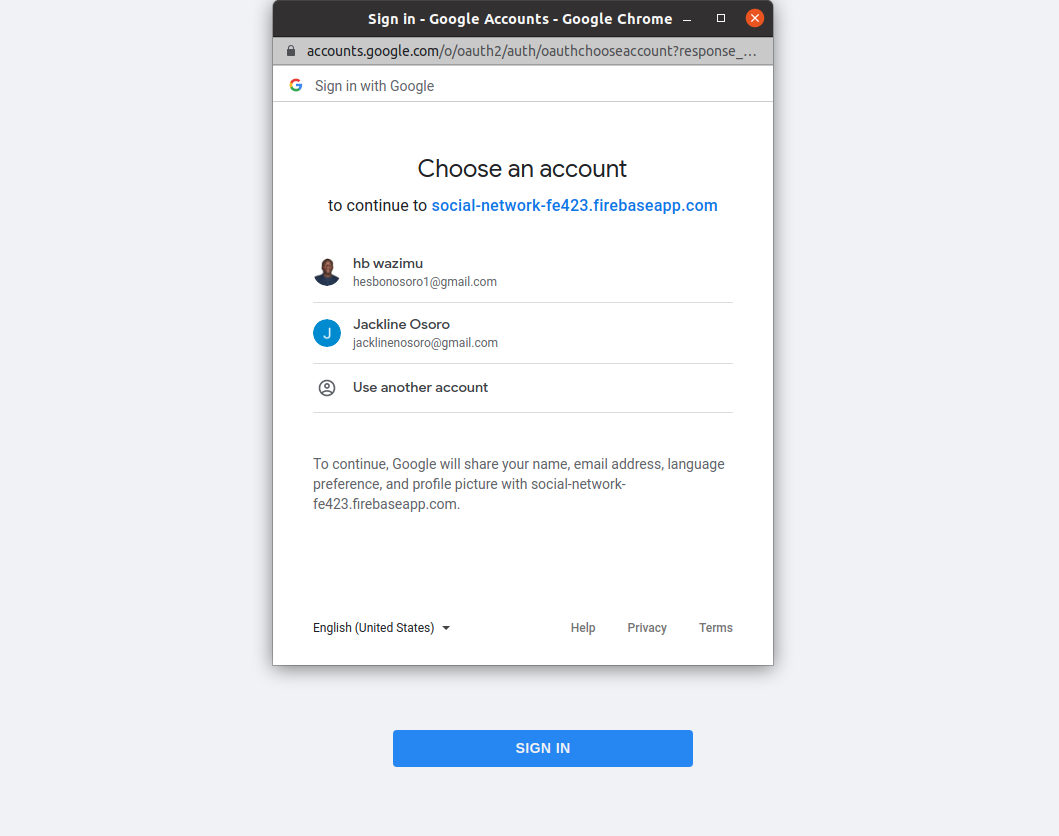 Sign in - Google Accounts - Google Chrome
accounts.google.com/o/oauth2/auth/oauthchooseaccount?response_...
Sign in with Google
Choose an account
to continue to social-network-fe423.firebaseapp.com
hb wazimu
hesbonosoro1@gmail.com
J
Jackline Osoro
jacklinenosoro@gmail.com
Use another account
To continue, Google will share your name, email address, language
preference, and profile picture with social-network-
fe423.firebaseapp.com.
English (United States) Help Privacy Terms
SIGN IN